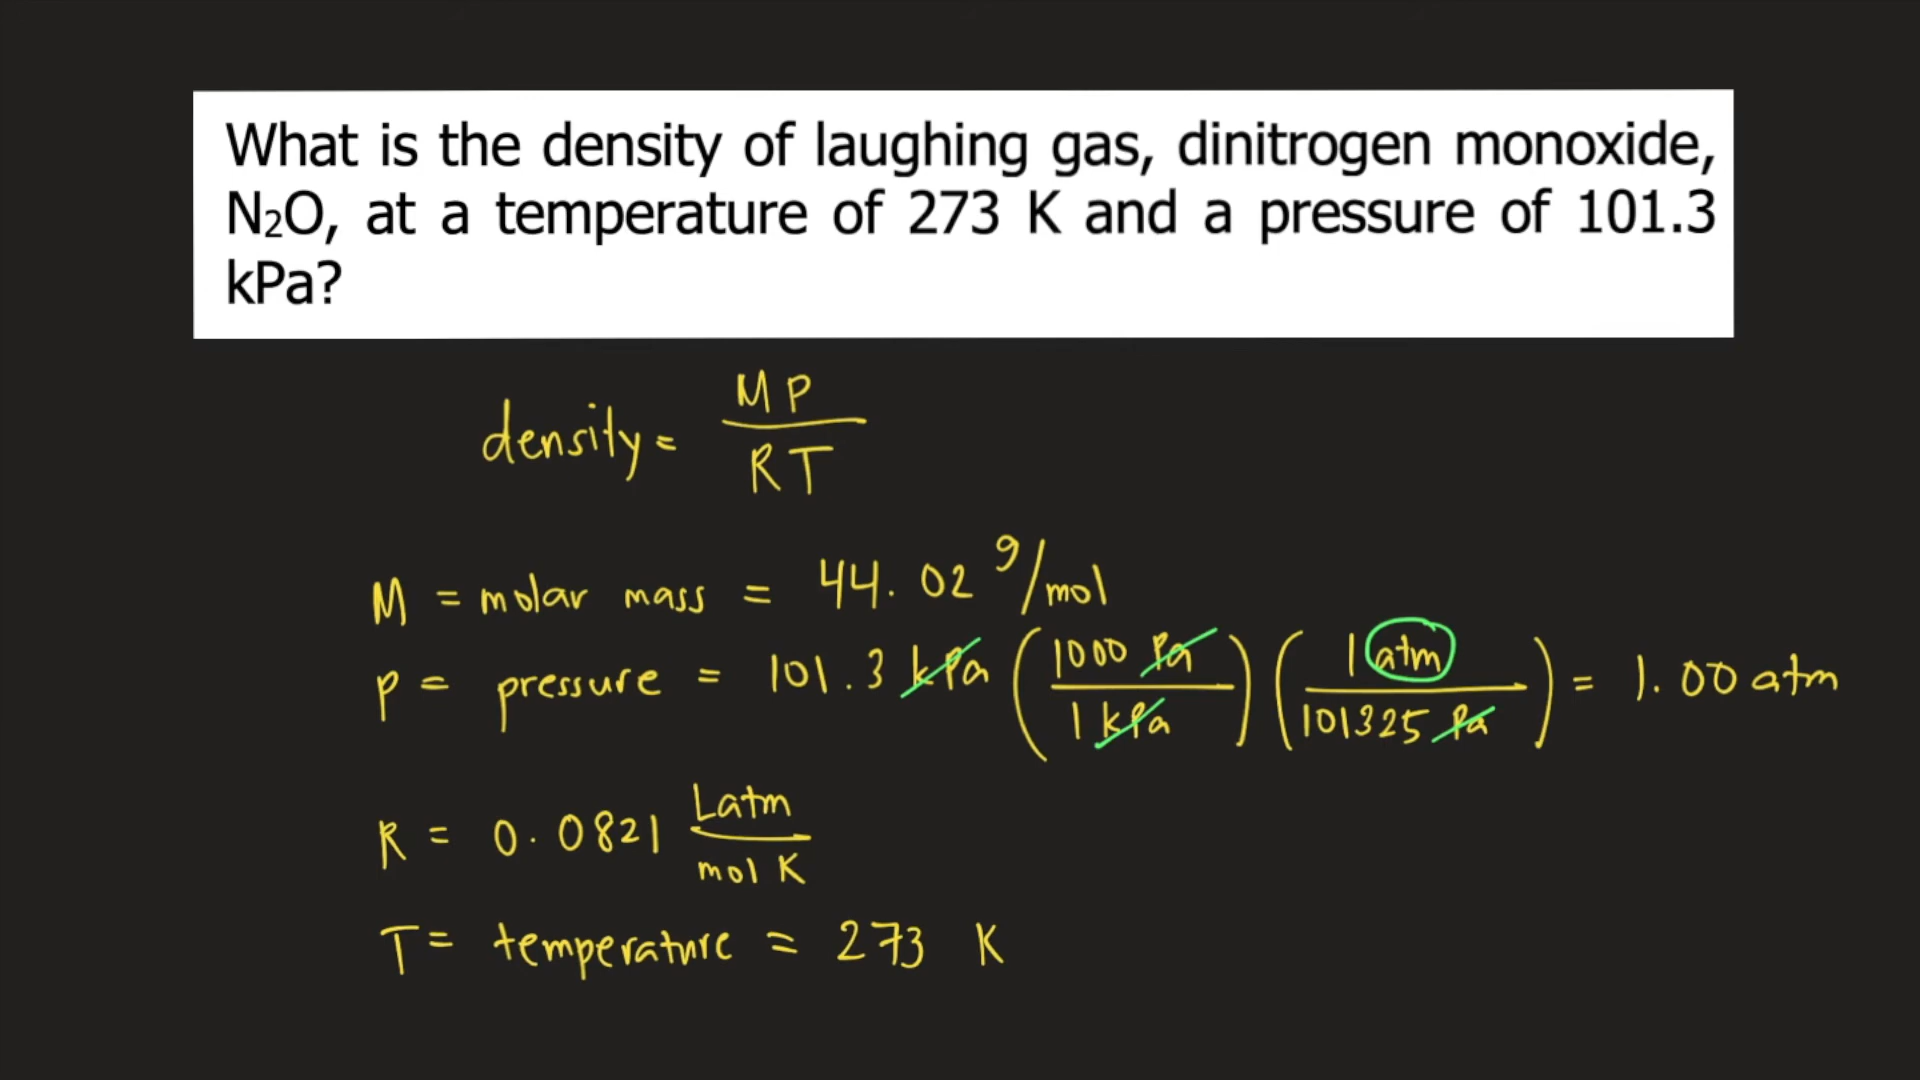 What is the density of laughing gas, dinitrogen monoxide,
N₂O, at a temperature of 273 K and a pressure of 101.3
kPa?
density = MP / RT
M = molar mass = 44.02 g/mol
P = pressure = 101.3 kPa (1000 Pa / 1 kPa) (1 atm / 101325 Pa) = 1.00 atm
R = 0.0821 Latm / mol K
T = temperature = 273 K